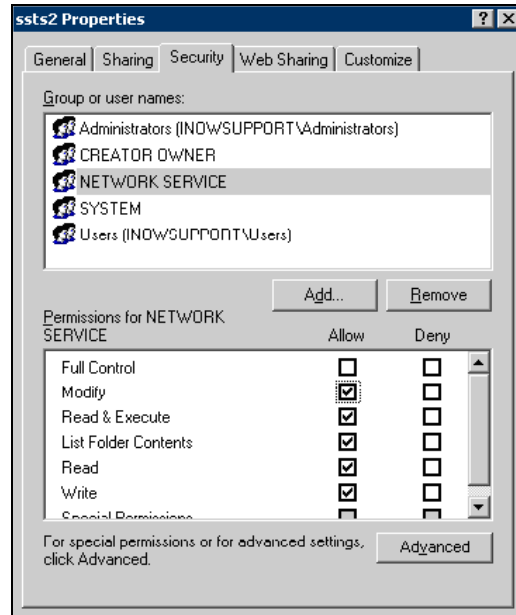 ssts2 Properties
General Sharing Security Web Sharing Customize
Group or user names:
Administrators (INOWSUPPORT\Administrators)
CREATOR OWNER
NETWORK SERVICE
SYSTEM
Users (INOWSUPPORT\Users)
Add... Remove
Permissions for NETWORK
SERVICE Allow Deny
Full Control
Modify
Read & Execute
List Folder Contents
Read
Write
Special Permissions
For special permissions or for advanced settings,
click Advanced.
Advanced